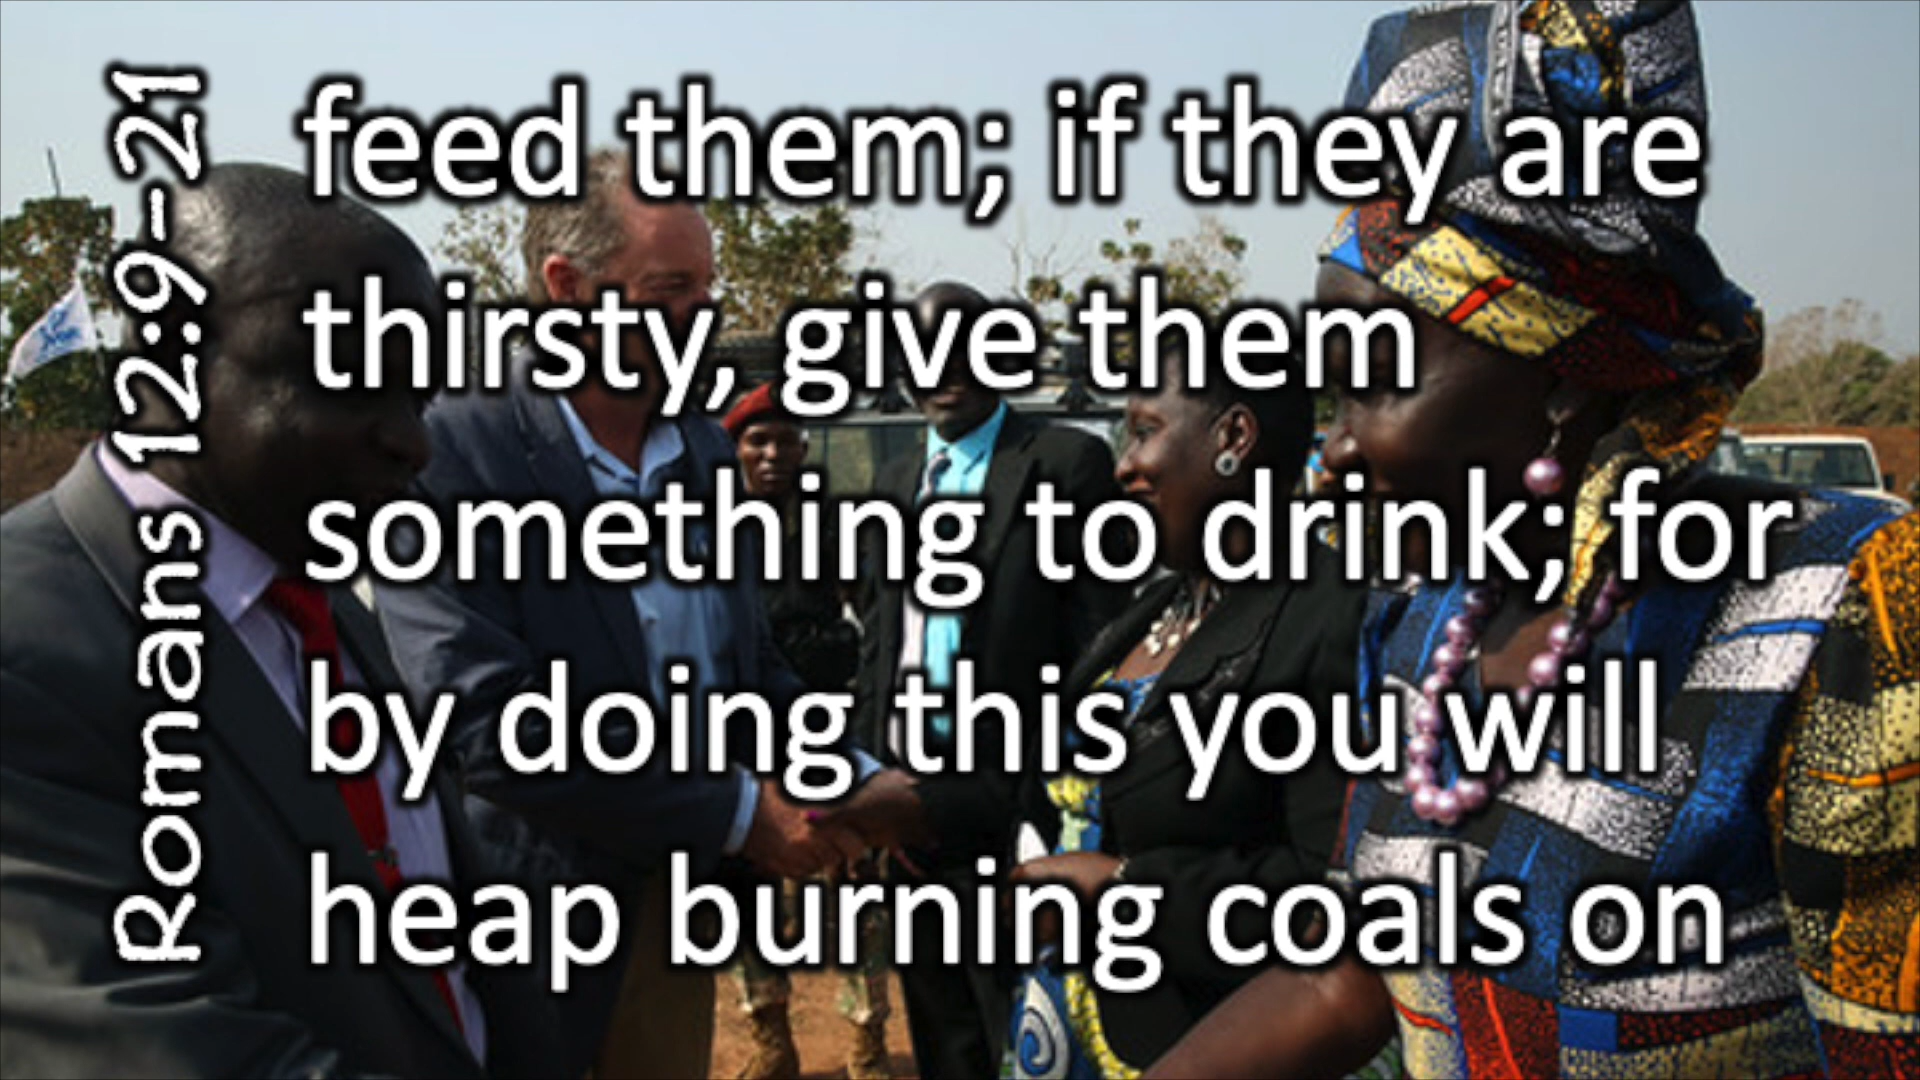 Romans 12:9-21
feed them; if they are
thirsty, give them
something to drink; for
by doing this you will
heap burning coals on